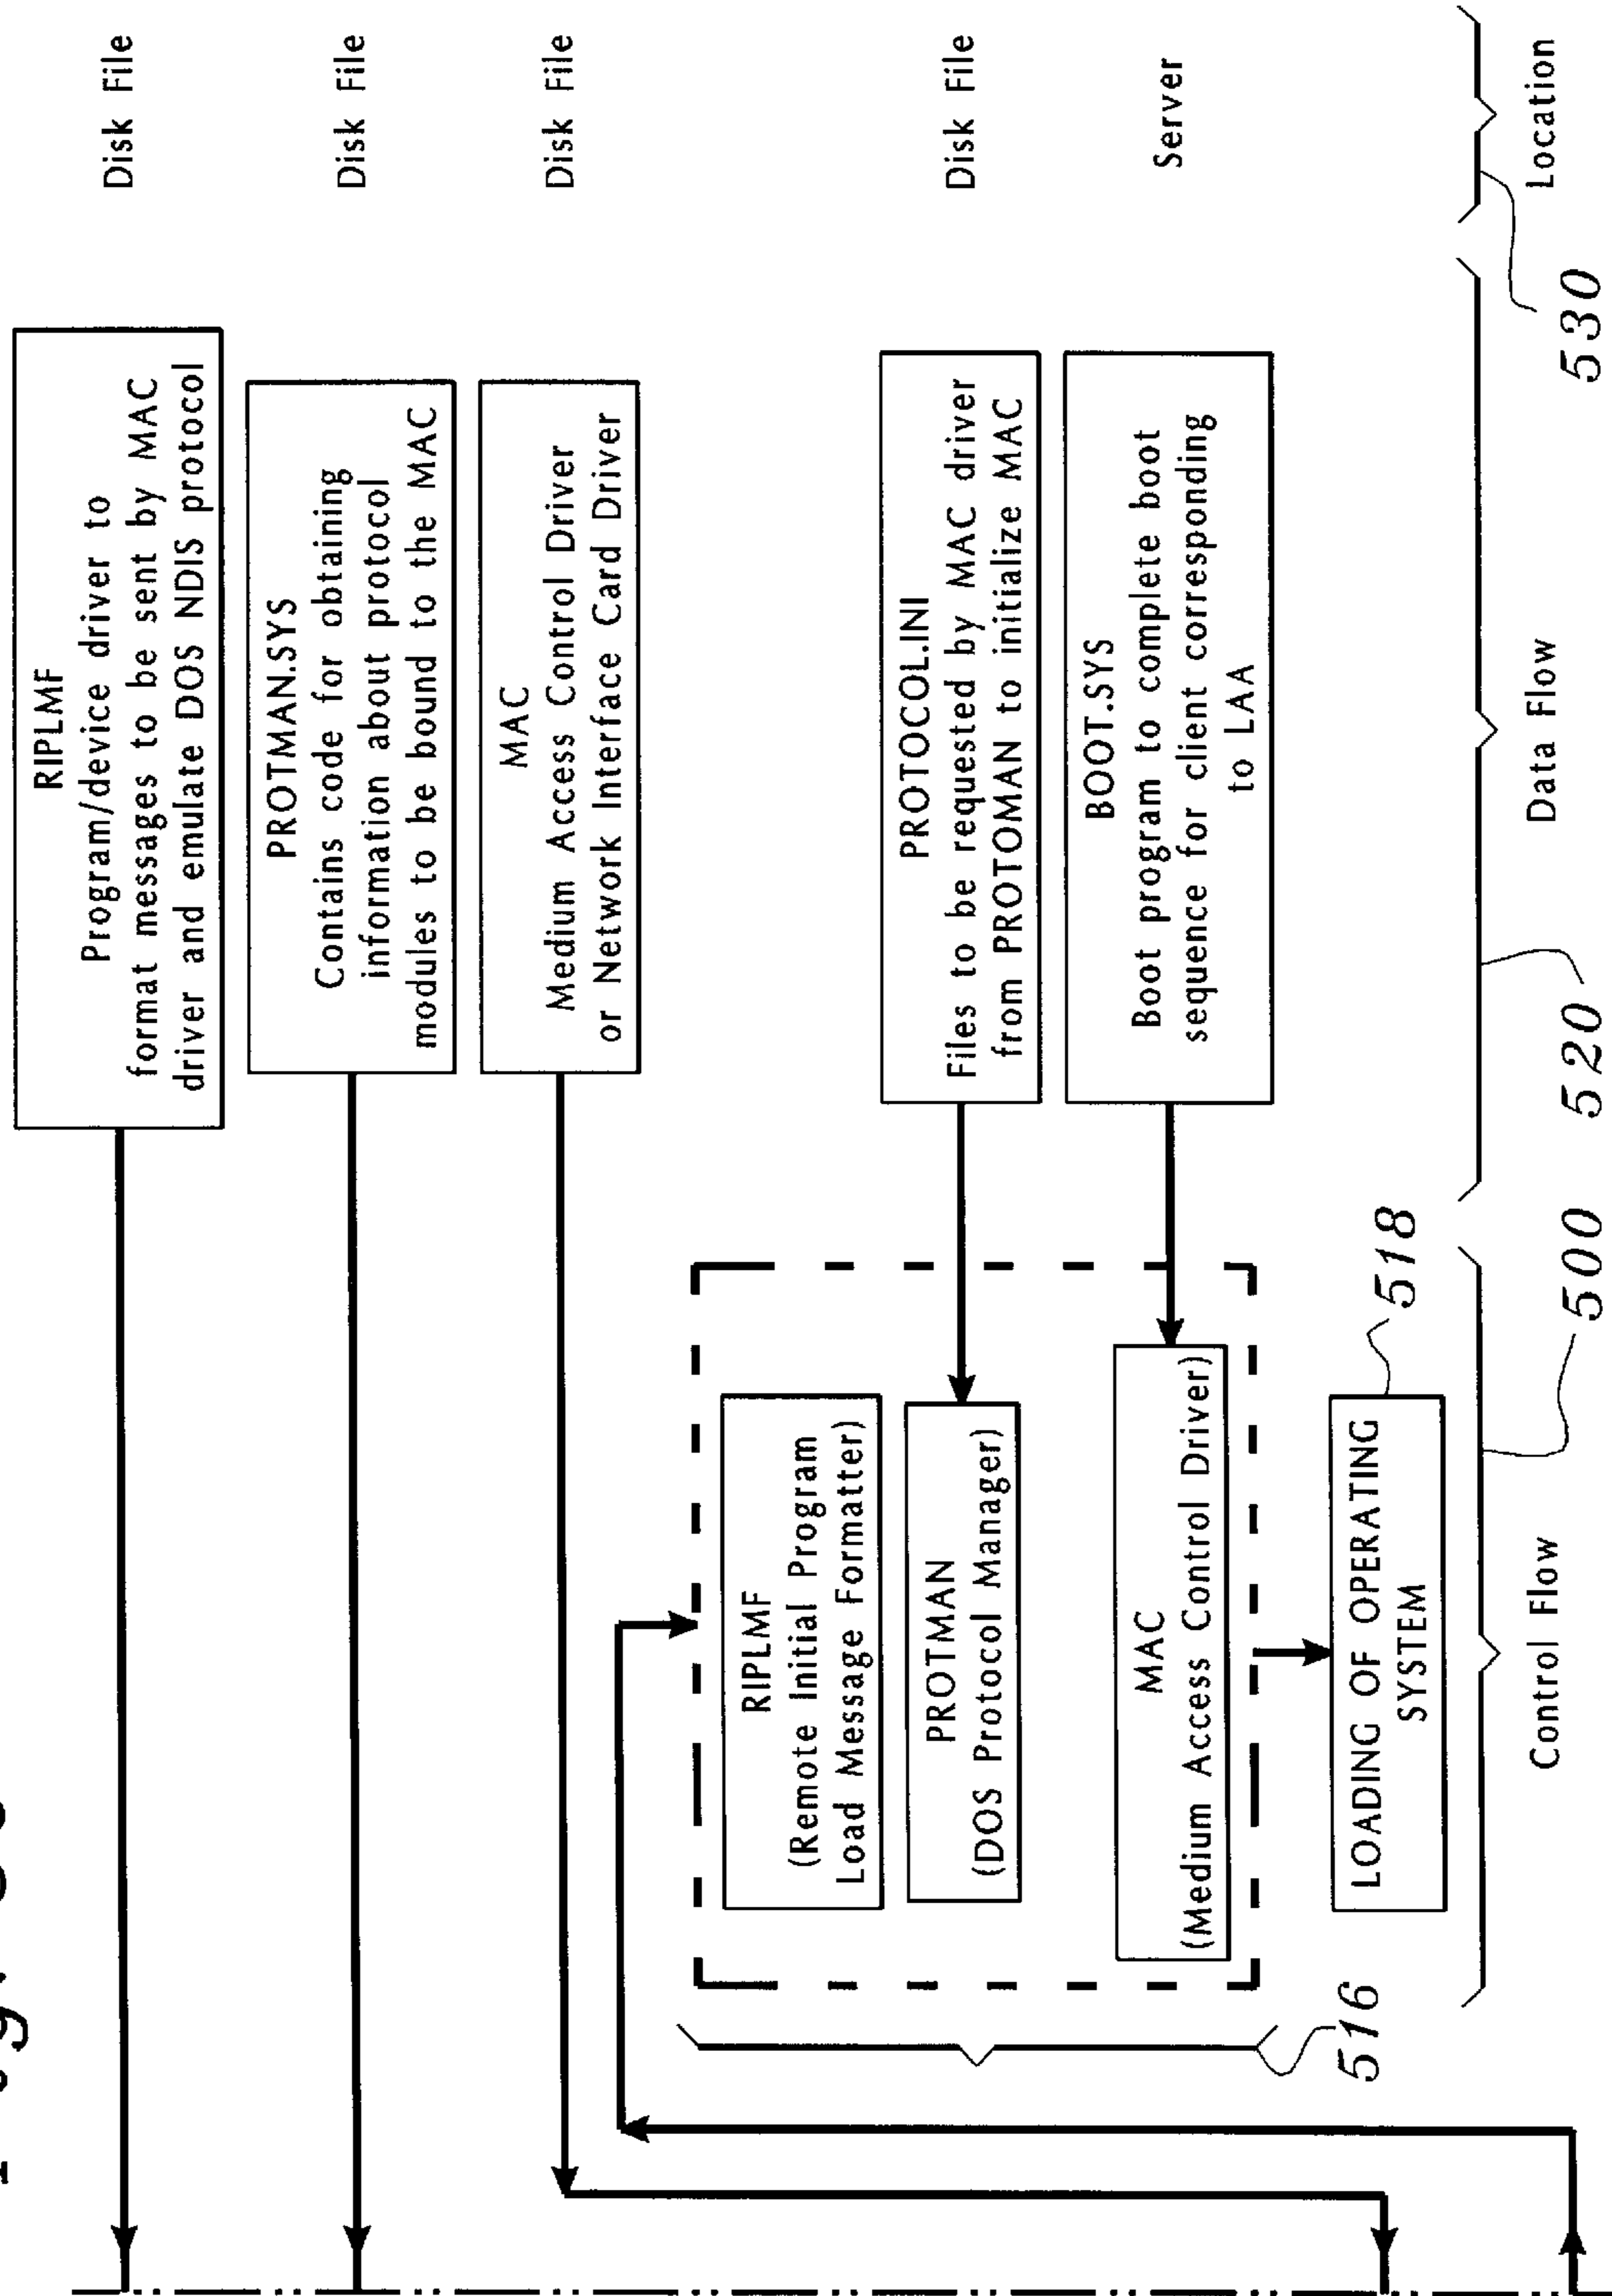 RIPLMF
Program/device driver to
format messages to be sent by MAC
driver and emulate DOS NDIS protocol
Disk File
PROTMAN.SYS
Contains code for obtaining
information about protocol
modules to be bound to the MAC
Disk File
MAC
Medium Access Control Driver
or Network Interface Card Driver
Disk File
RIPLMF
(Remote Initial Program
Load Message Formatter)
PROTMAN
(DOS Protocol Manager)
PROTOCOL.INI
Files to be requested by MAC driver
from PROTOMAN to initialize MAC
Disk File
MAC
(Medium Access Control Driver)
BOOT.SYS
Boot program to complete boot
sequence for client corresponding
to LAA
Server
516
LOADING OF OPERATING
SYSTEM
518
Control Flow
500
Data Flow
520
Location
530